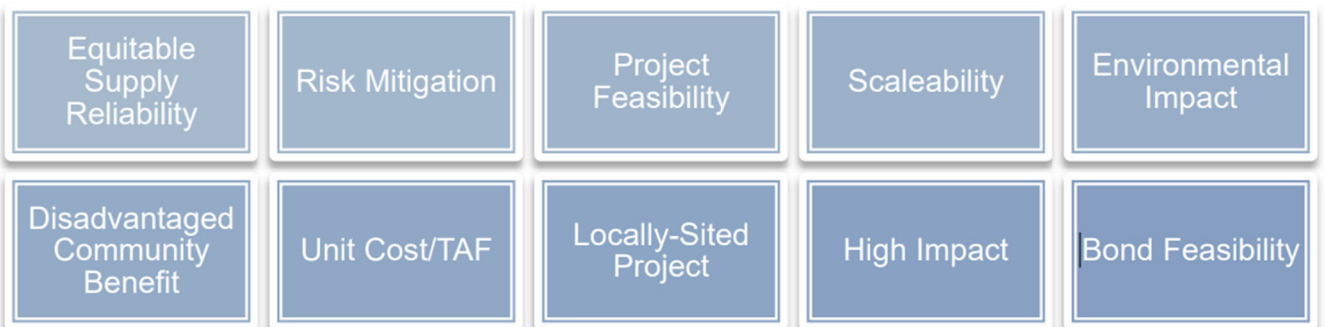 Equitable
Supply
Reliability
Risk Mitigation
Project
Feasibility
Scaleability
Environmental
Impact
Disadvantaged
Community
Benefit
Unit Cost/TAF
Locally-Sited
Project
High Impact
Bond Feasibility